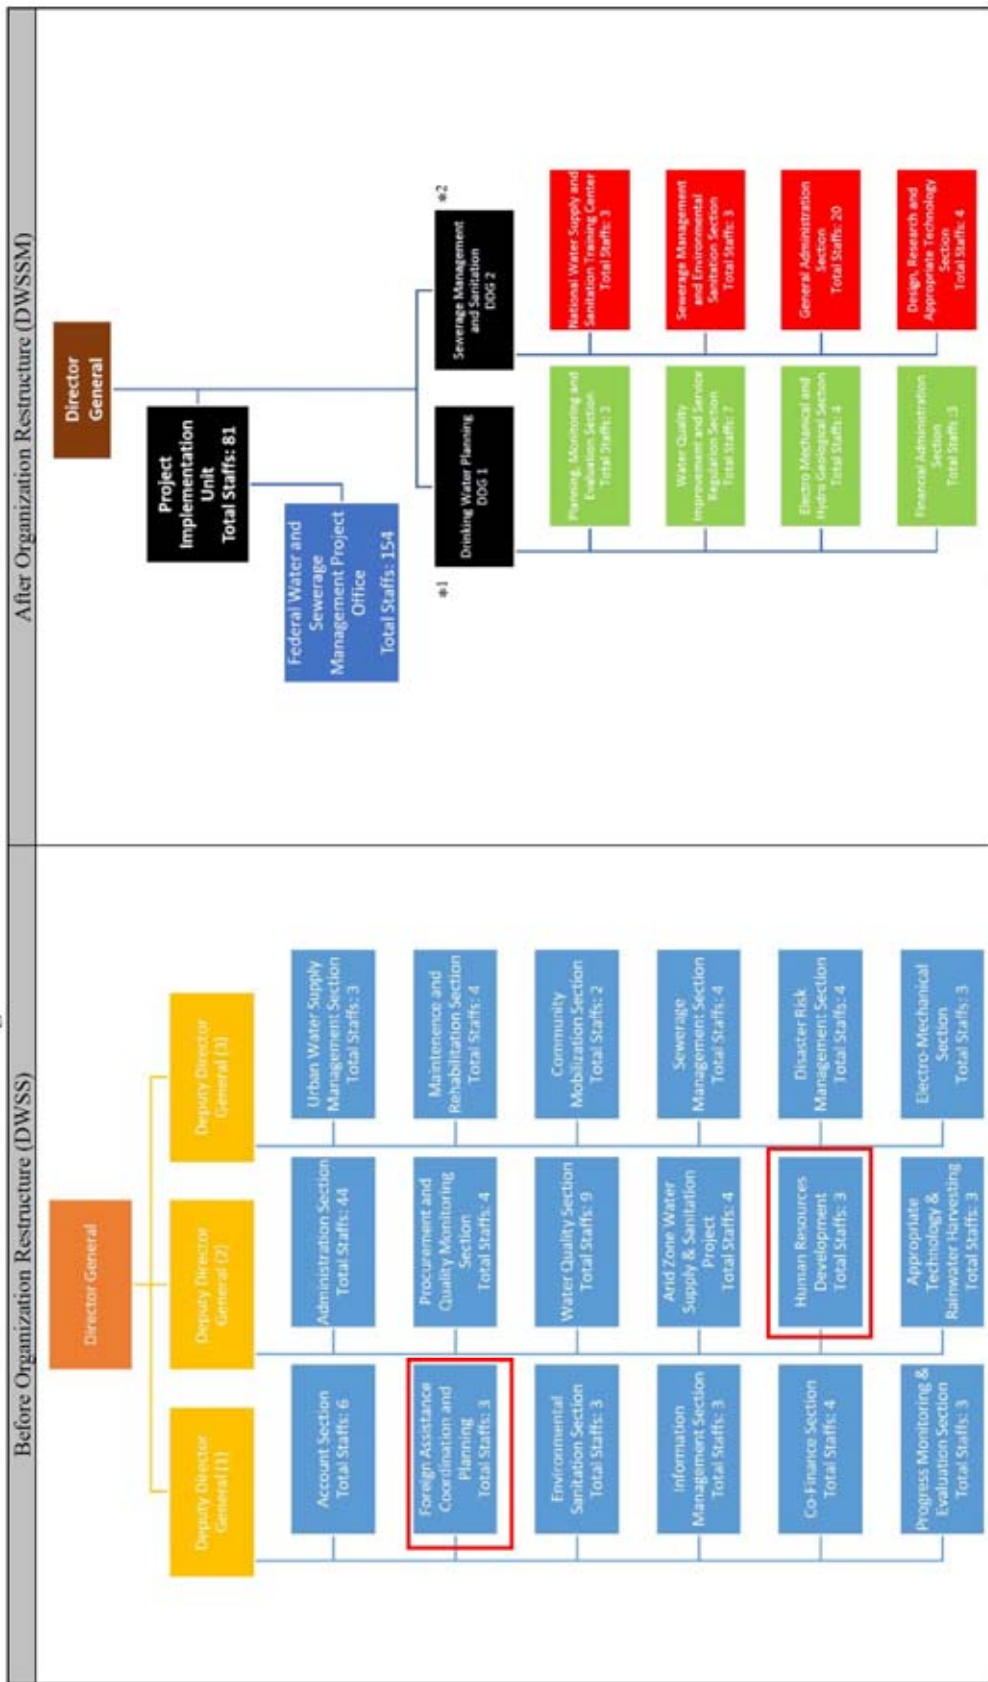 Before Organization Restructure (DWSS)
Director General
Deputy Director
General (1)
Deputy Director
General (2)
Deputy Director
General (3)
Account Section
Total Staffs: 6
Foreign Assistance
Coordination and
Planning
Total Staffs: 3
Environmental
Sanitation Section
Total Staffs: 3
Information
Management Section
Total Staffs: 3
Co-Finance Section
Total Staffs: 4
Progress Monitoring &
Evaluation Section
Total Staffs: 3
Administration Section
Total Staffs: 44
Procurement and
Quality Monitoring
Section
Total Staffs: 4
Water Quality Section
Total Staffs: 9
Arid Zone Water
Supply & Sanitation
Project
Total Staffs: 4
Human Resources
Development
Total Staffs: 3
Appropriate
Technology &
Rainwater Harvesting
Total Staffs: 3
Urban Water Supply
Management Section
Total Staffs: 3
Maintenence and
Rehabilitation Section
Total Staffs: 4
Community
Mobilization Section
Total Staffs: 2
Sewerage
Management Section
Total Staffs: 4
Disaster Risk
Management Section
Total Staffs: 4
Electro-Mechanical
Section
Total Staffs: 3
After Organization Restructure (DWSSM)
Director
General
Project
Implementation
Unit
Total Staffs: 81
Federal Water and
Sewerage
Management Project
Office
Total Staffs: 154
*1
Drinking Water Planning
DDG 1
Sewerage Management
and Sanitation
DDG 2
*2
Planning, Monitoring and
Evaluation Section
Total Staffs: 3
Water Quality
Improvement and Service
Regulation Section
Total Staffs: 7
Electro Mechanical and
Hydro Geological Section
Total Staffs: 4
Financial Administration
Section
Total Staffs:
National Water Supply and
Sanitation Training Center
Total Staffs: 3
Sewerage Management
and Environmental
Sanitation Section
Total Staffs: 3
General Administration
Section
Total Staffs: 20
Design, Research and
Appropriate Technology
Section
Total Staffs: 4